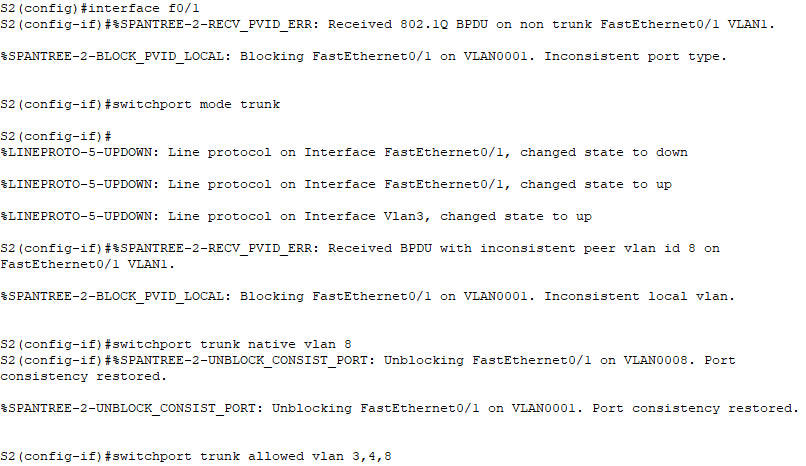 S2(config)#interface f0/1
S2(config-if)#%SPANTREE-2-RECV_PVID_ERR: Received 802.1Q BPDU on non trunk FastEthernet0/1 VLAN1.
%SPANTREE-2-BLOCK_PVID_LOCAL: Blocking FastEthernet0/1 on VLAN0001. Inconsistent port type.
S2(config-if)#switchport mode trunk
S2(config-if)#
%LINEPROTO-5-UPDOWN: Line protocol on Interface FastEthernet0/1, changed state to down
%LINEPROTO-5-UPDOWN: Line protocol on Interface FastEthernet0/1, changed state to up
%LINEPROTO-5-UPDOWN: Line protocol on Interface Vlan3, changed state to up
S2(config-if)#%SPANTREE-2-RECV_PVID_ERR: Received BPDU with inconsistent peer vlan id 8 on
FastEthernet0/1 VLAN1.
%SPANTREE-2-BLOCK_PVID_LOCAL: Blocking FastEthernet0/1 on VLAN0001. Inconsistent local vlan.
S2(config-if)#switchport trunk native vlan 8
S2(config-if)#%SPANTREE-2-UNBLOCK_CONSIST_PORT: Unblocking FastEthernet0/1 on VLAN0008. Port
consistency restored.
%SPANTREE-2-UNBLOCK_CONSIST_PORT: Unblocking FastEthernet0/1 on VLAN0001. Port consistency restored.
S2(config-if)#switchport trunk allowed vlan 3,4,8